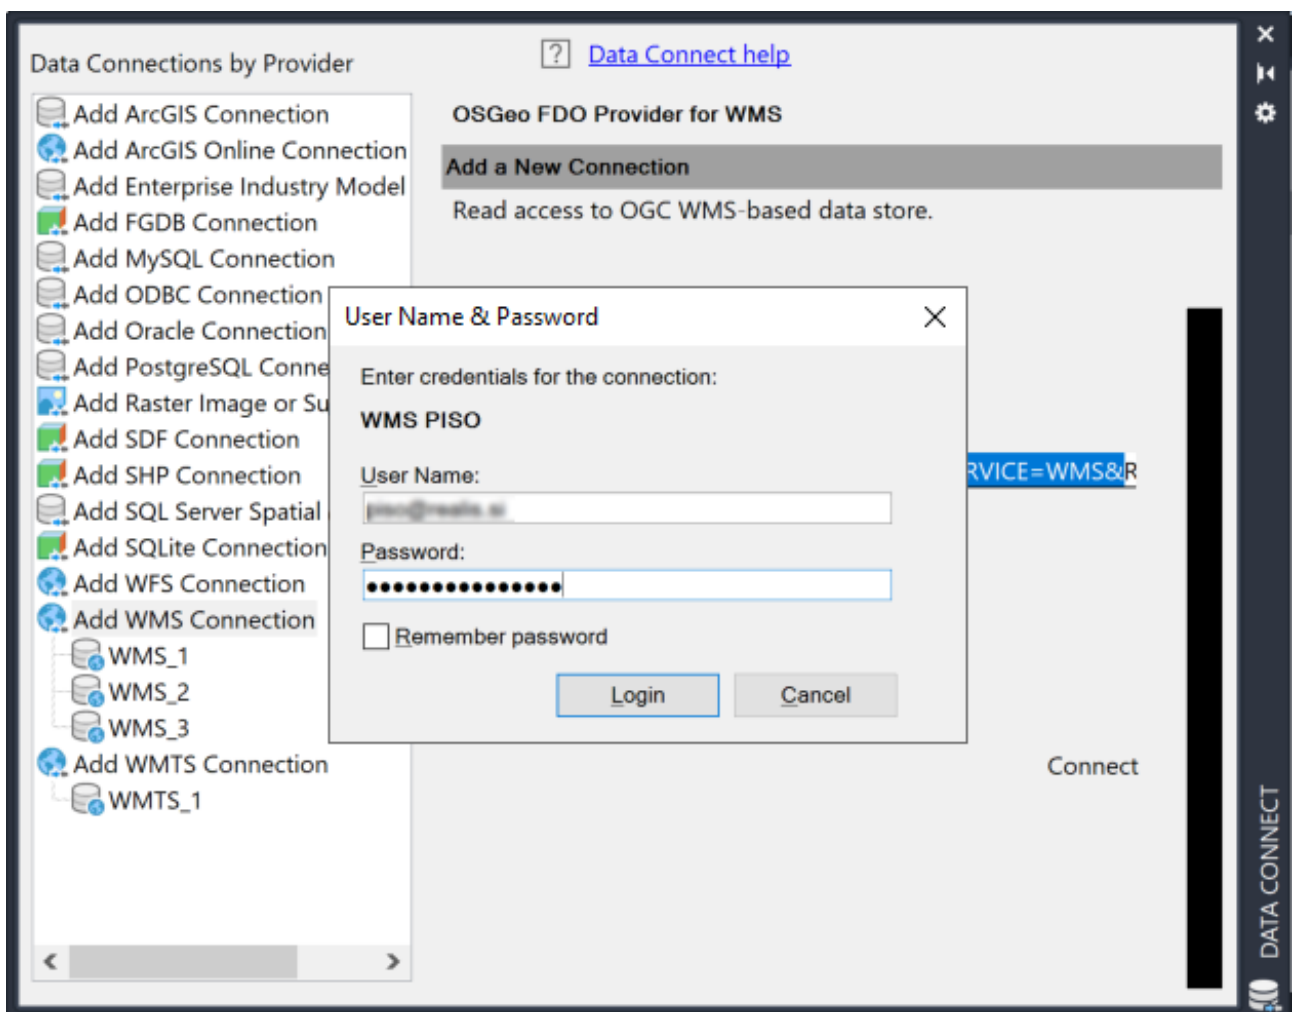 Data Connections by Provider
? Data Connect help
Add ArcGIS Connection
Add ArcGIS Online Connection
Add Enterprise Industry Model
Add FGDB Connection
Add MySQL Connection
Add ODBC Connection
Add Oracle Connection
Add PostgreSQL Conne
Add Raster Image or Su
Add SDF Connection
Add SHP Connection
Add SQL Server Spatial
Add SQLite Connection
Add WFS Connection
Add WMS Connection
WMS_1
WMS_2
WMS_3
Add WMTS Connection
WMTS_1
OSGeo FDO Provider for WMS
Add a New Connection
Read access to OGC WMS-based data store.
RVICE=WMS&R
Connect
User Name & Password
Enter credentials for the connection:
WMS PISO
User Name:
Password:
●●●●●●●●●●●●●●●
Remember password
Login
Cancel
DATA CONNECT